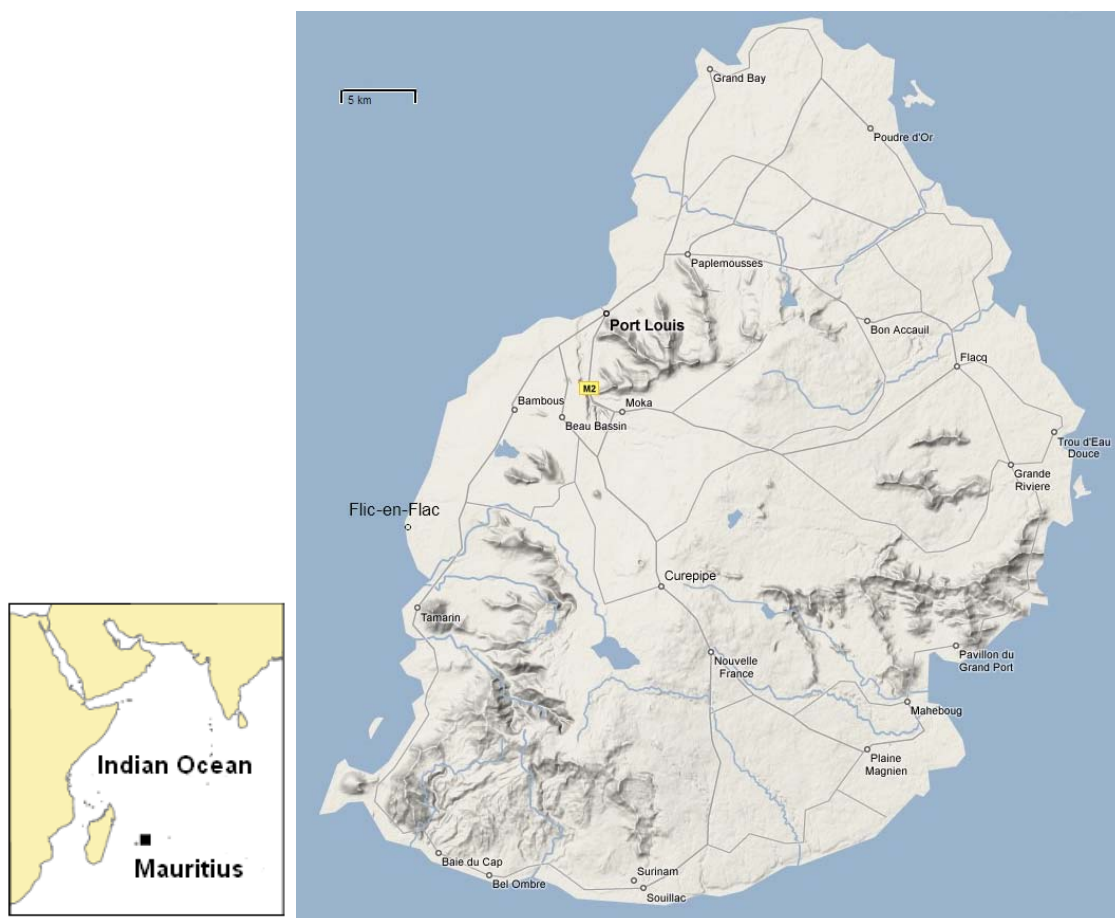 5 km
Grand Bay
Poudre d'Or
Paplemousses
Port Louis
Bon Accauil
Flacq
M2
Bambous
Moka
Beau Bassin
Trou d'Eau
Douce
Grande
Riviere
Flic-en-Flac
Curepipe
Tamarin
Nouvelle
France
Pavillon du
Grand Port
Maheboug
Plaine
Magnien
Baie du Cap
Bel Ombre
Surinam
Souillac
Indian Ocean
Mauritius